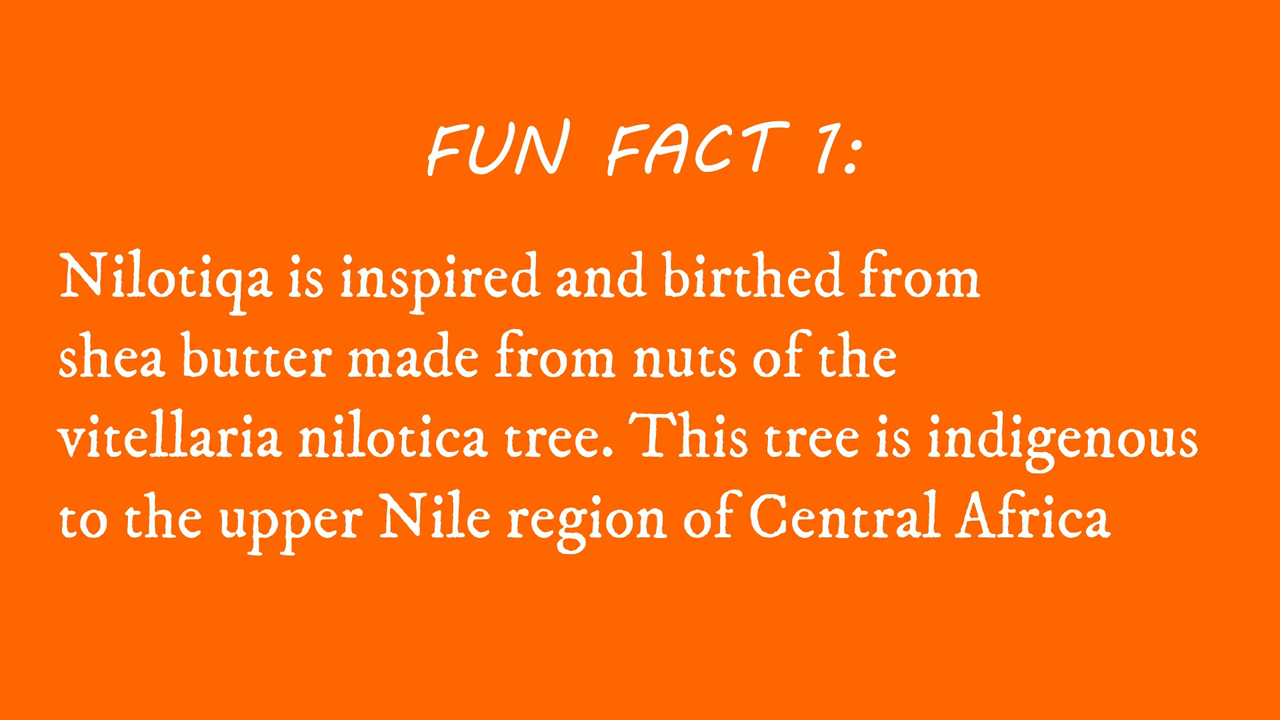 FUN FACT 1:
Nilotiqa is inspired and birthed from
shea butter made from nuts of the
vitellaria nilotica tree. This tree is indigenous
to the upper Nile region of Central Africa